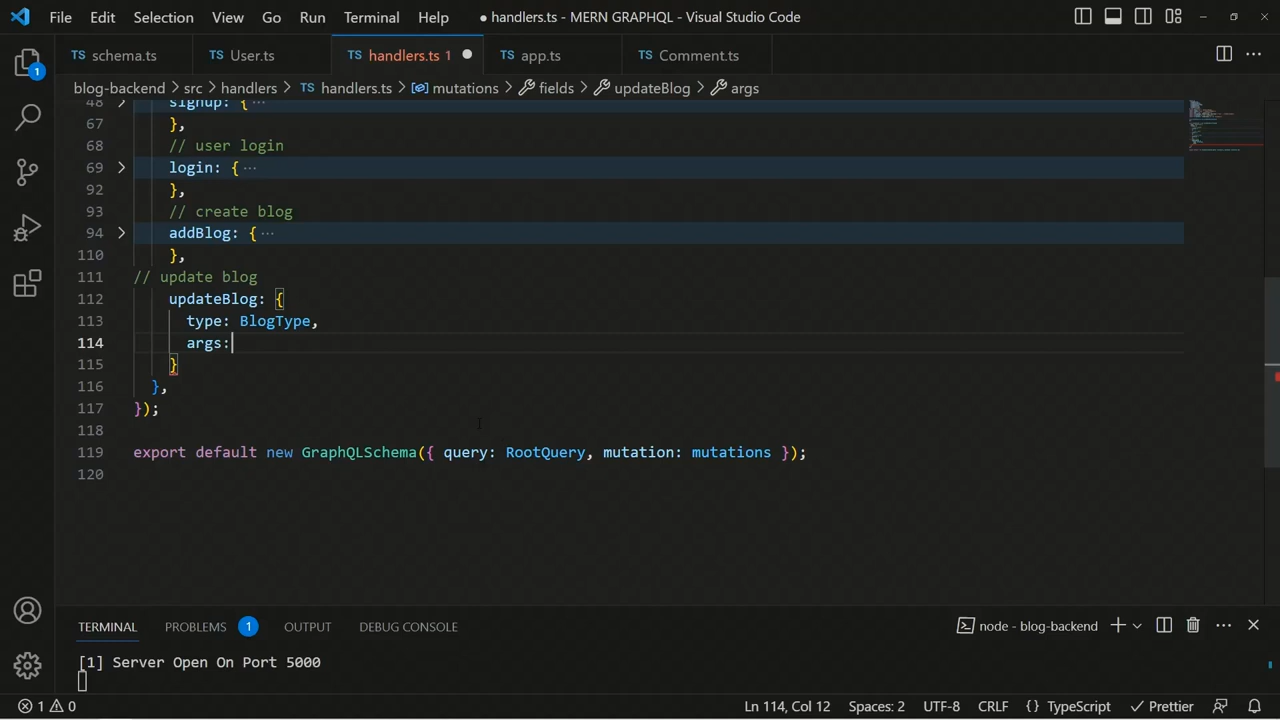 File Edit Selection View Go Run Terminal Help ● handlers.ts - MERN GRAPHQL - Visual Studio Code
TS schema.ts TS User.ts TS handlers.ts 1 ● TS app.ts TS Comment.ts
1
blog-backend > src > handlers > TS handlers.ts > mutations > fields > updateBlog > args
48 signup: { ···
67 },
68 // user login
69 login: { ···
92 },
93 // create blog
94 addBlog: { ···
110 },
111 // update blog
112 updateBlog: {
113 type: BlogType,
114 args:
115 }
116 },
117 });
118
119 export default new GraphQLSchema({ query: RootQuery, mutation: mutations });
120
TERMINAL PROBLEMS 1 OUTPUT DEBUG CONSOLE node - blog-backend
[1] Server Open On Port 5000
1 0 Ln 114, Col 12 Spaces: 2 UTF-8 CRLF {} TypeScript ✓ Prettier